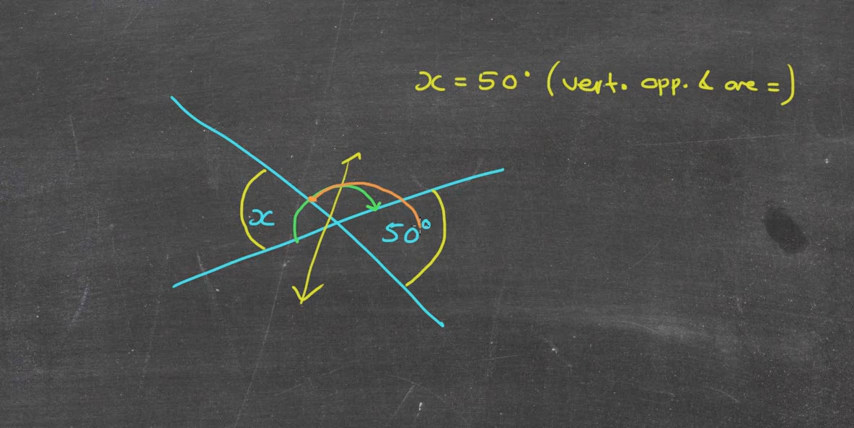 x = 50° (vert. opp. ∠ are =)
x
50°